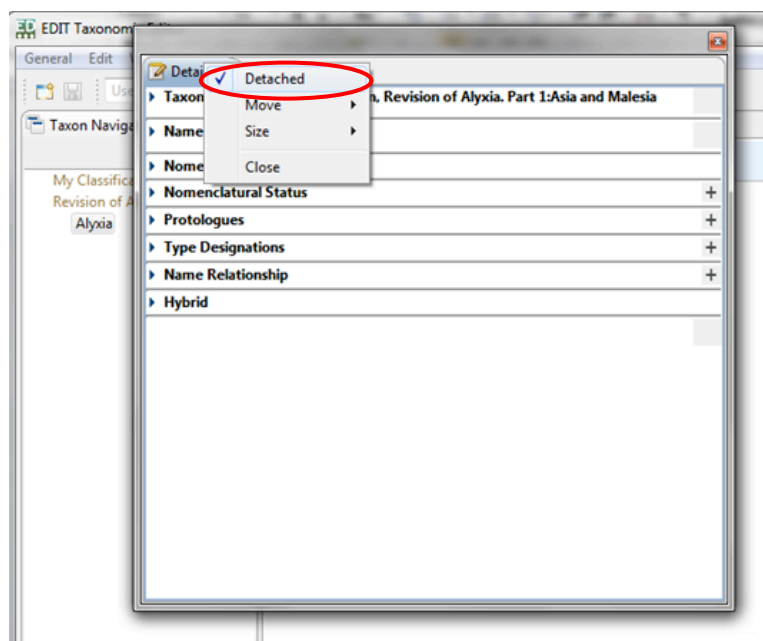 EDIT Taxonom
General Edit
Use
Taxon Naviga
My Classifica
Revision of A
Alyxia
Detai
Detached
Move
Size
Close
Taxon n, Revision of Alyxia. Part 1:Asia and Malesia
Name
Nome
Nomenclatural Status +
Protologues +
Type Designations +
Name Relationship +
Hybrid